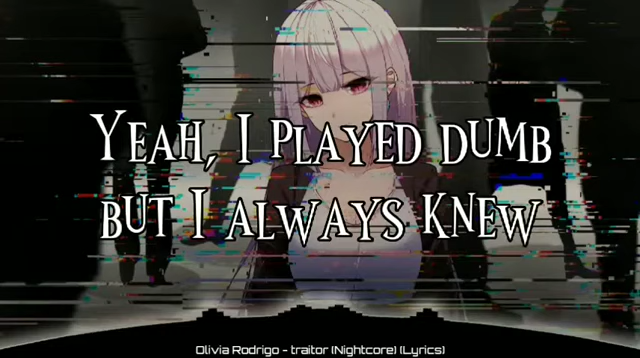 Yeah, I played dumb
but I always knew
Olivia Rodrigo - traitor (Nightcore) (Lyrics)